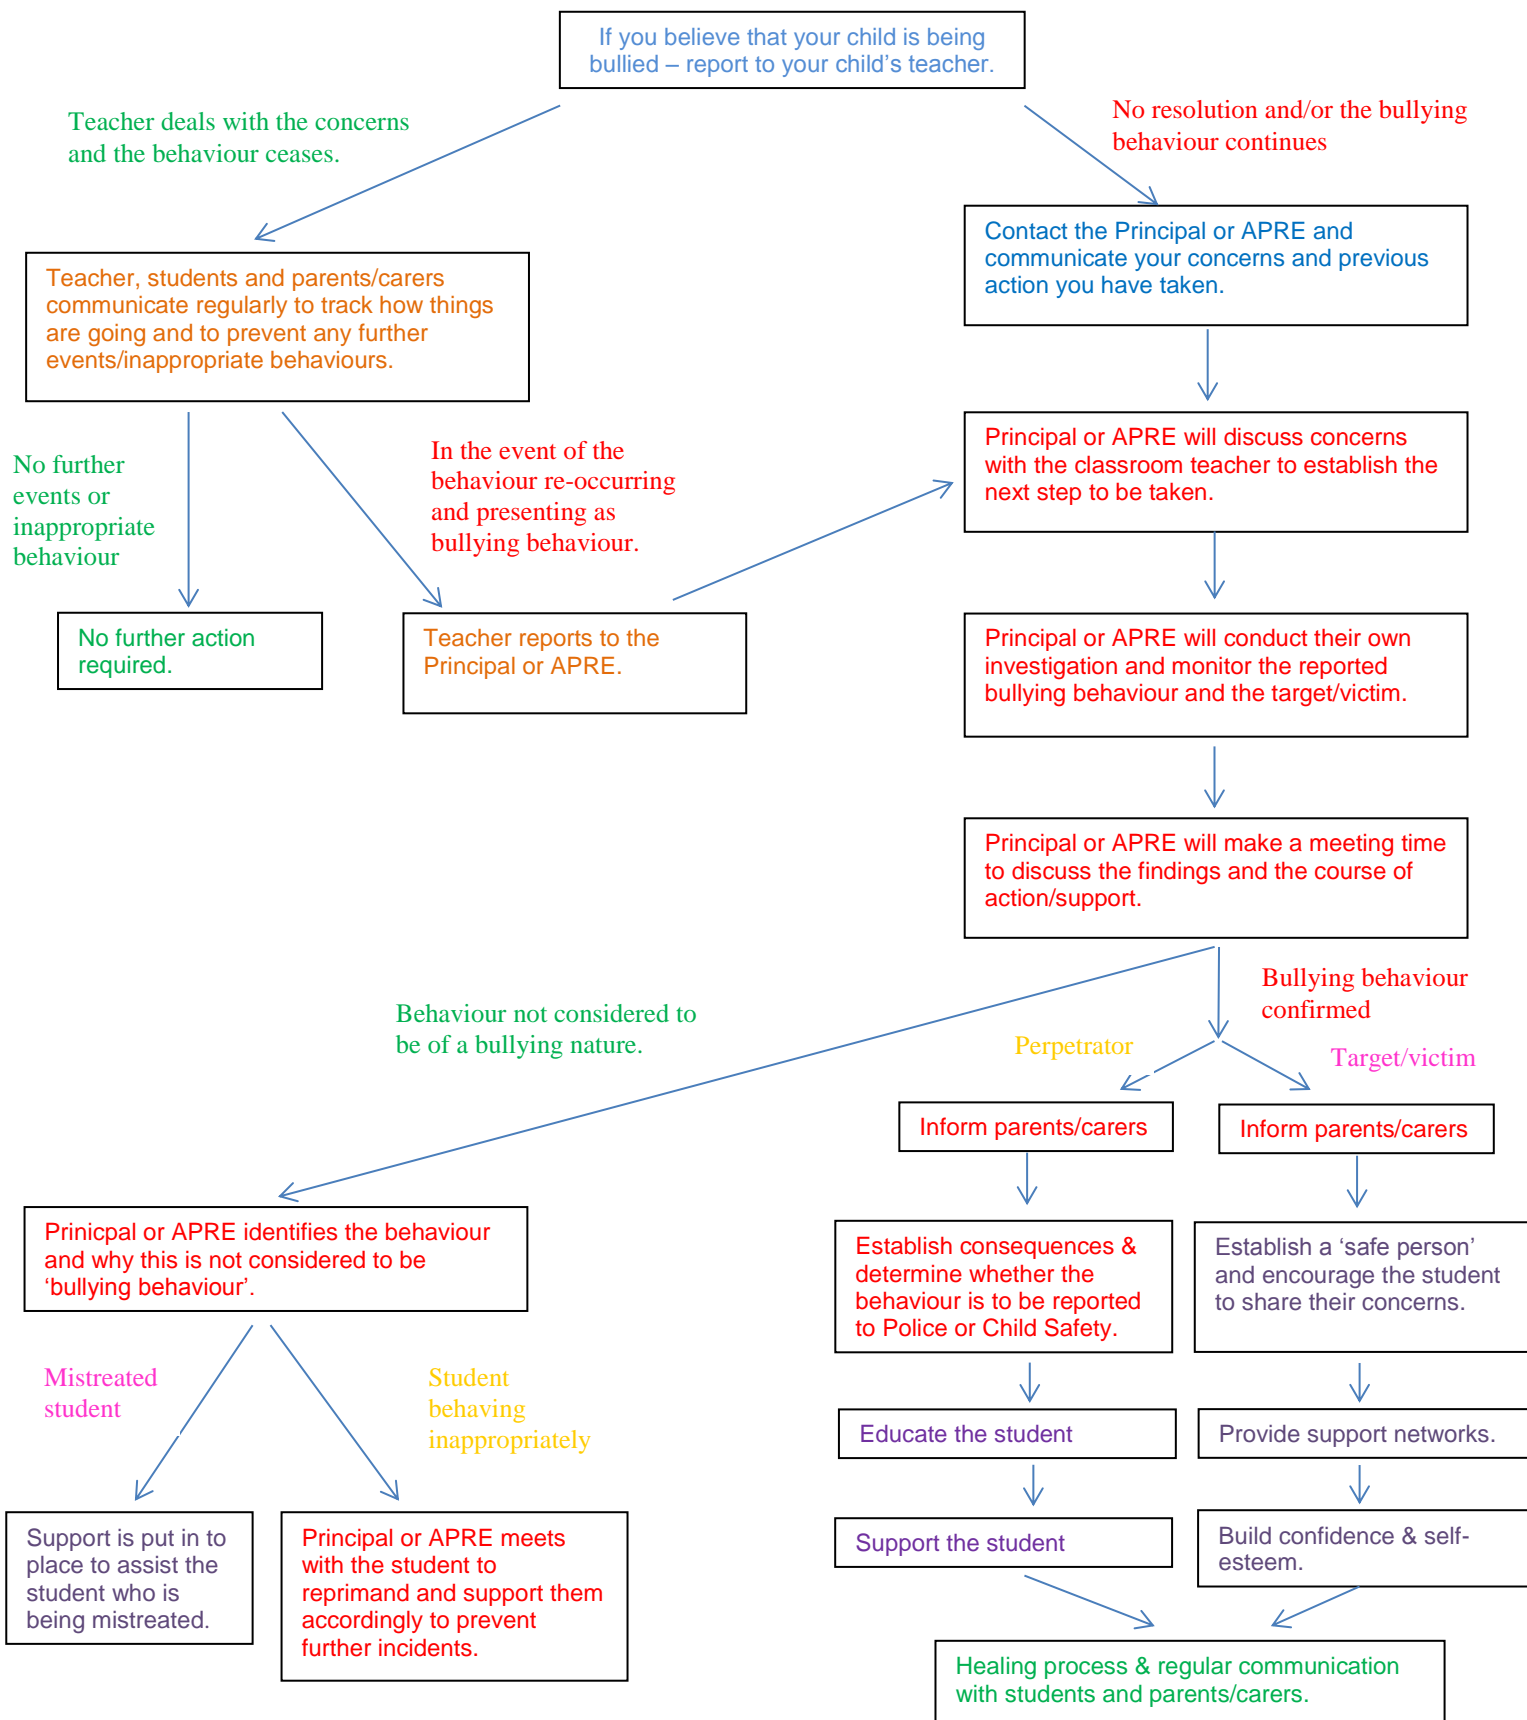 If you believe that your child is being
bullied – report to your child’s teacher.
Teacher deals with the concerns
and the behaviour ceases.
No resolution and/or the bullying
behaviour continues
Contact the Principal or APRE and
communicate your concerns and previous
action you have taken.
Teacher, students and parents/carers
communicate regularly to track how things
are going and to prevent any further
events/inappropriate behaviours.
No further
events or
inappropriate
behaviour
In the event of the
behaviour re-occurring
and presenting as
bullying behaviour.
Principal or APRE will discuss concerns
with the classroom teacher to establish the
next step to be taken.
No further action
required.
Teacher reports to the
Principal or APRE.
Principal or APRE will conduct their own
investigation and monitor the reported
bullying behaviour and the target/victim.
Principal or APRE will make a meeting time
to discuss the findings and the course of
action/support.
Behaviour not considered to
be of a bullying nature.
Bullying behaviour
confirmed
Perpetrator
Target/victim
Inform parents/carers
Inform parents/carers
Prinicpal or APRE identifies the behaviour
and why this is not considered to be
‘bullying behaviour’.
Establish consequences &
determine whether the
behaviour is to be reported
to Police or Child Safety.
Establish a ‘safe person’
and encourage the student
to share their concerns.
Mistreated
student
Student
behaving
inappropriately
Educate the student
Provide support networks.
Support is put in to
place to assist the
student who is
being mistreated.
Principal or APRE meets
with the student to
reprimand and support them
accordingly to prevent
further incidents.
Support the student
Build confidence & self-
esteem.
Healing process & regular communication
with students and parents/carers.